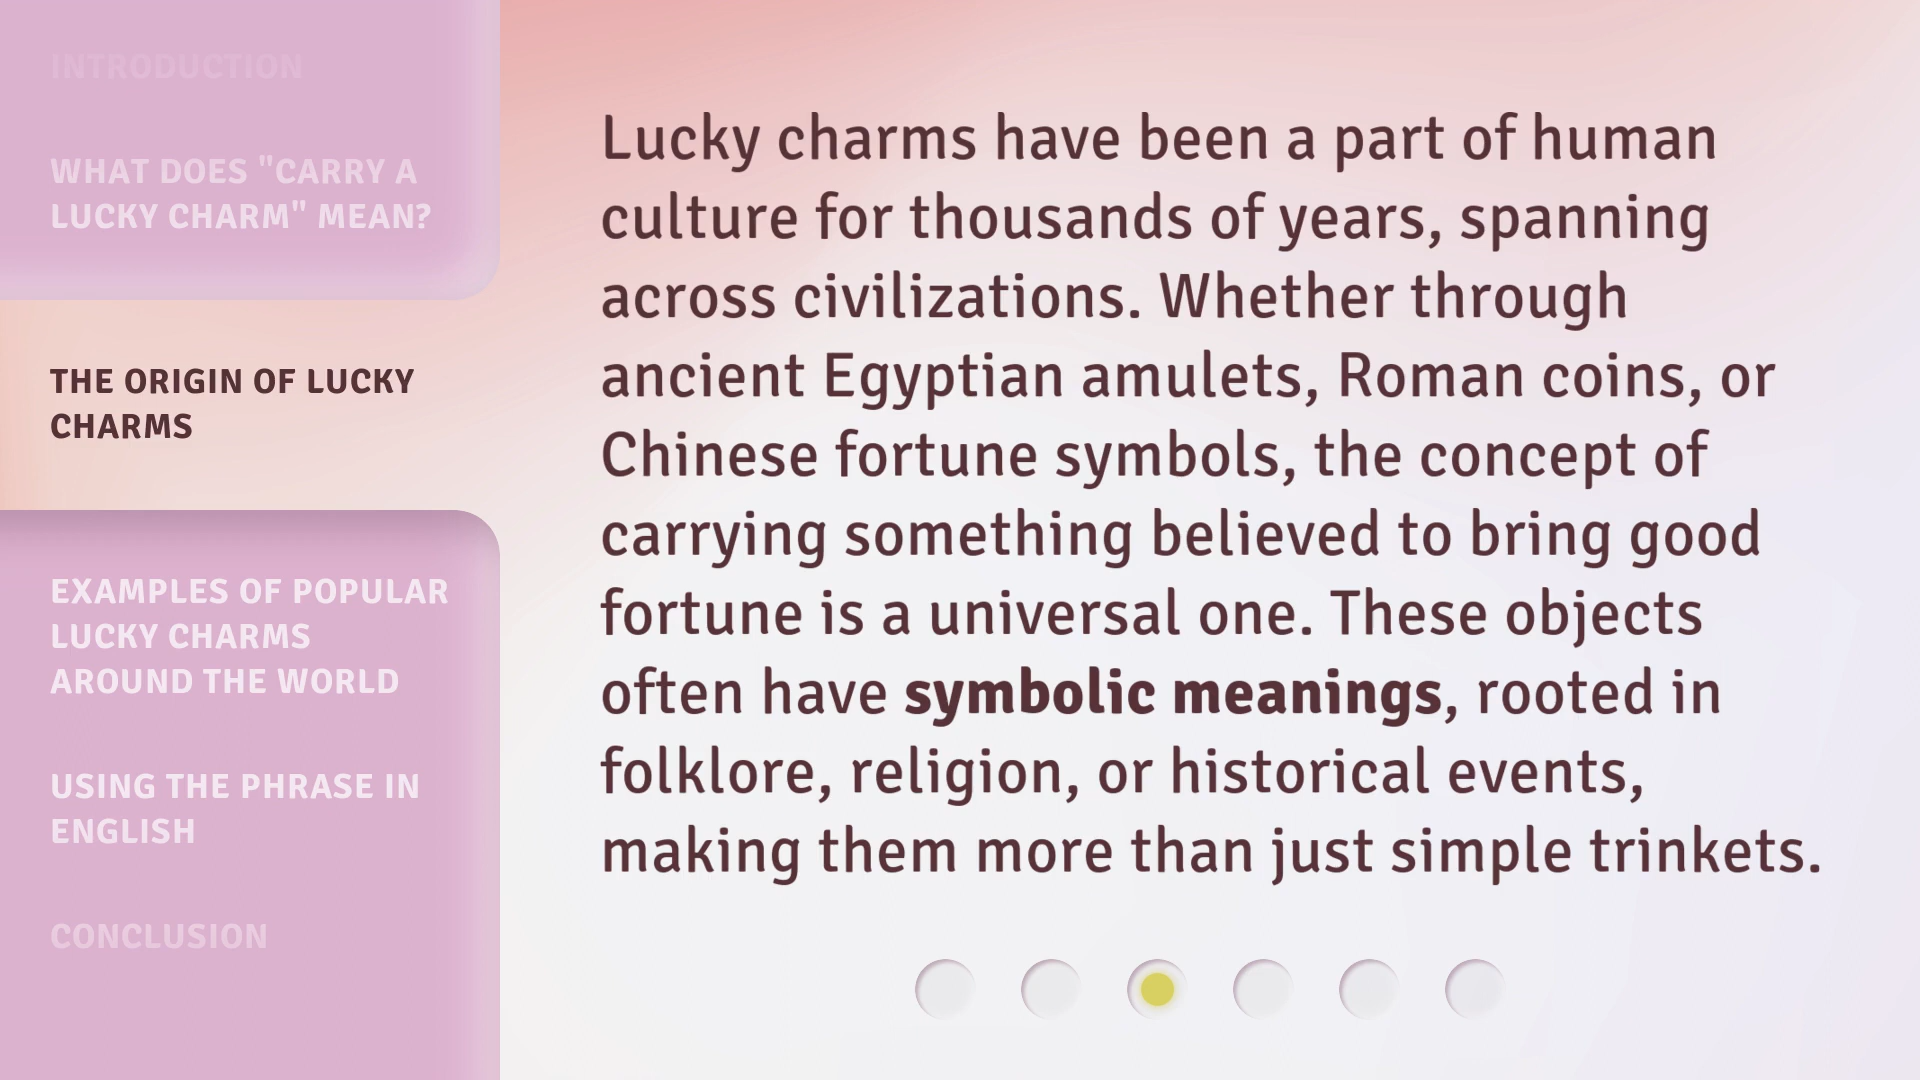 INTRODUCTION
WHAT DOES "CARRY A
LUCKY CHARM" MEAN?
THE ORIGIN OF LUCKY
CHARMS
EXAMPLES OF POPULAR
LUCKY CHARMS
AROUND THE WORLD
USING THE PHRASE IN
ENGLISH
CONCLUSION
Lucky charms have been a part of human
culture for thousands of years, spanning
across civilizations. Whether through
ancient Egyptian amulets, Roman coins, or
Chinese fortune symbols, the concept of
carrying something believed to bring good
fortune is a universal one. These objects
often have symbolic meanings, rooted in
folklore, religion, or historical events,
making them more than just simple trinkets.